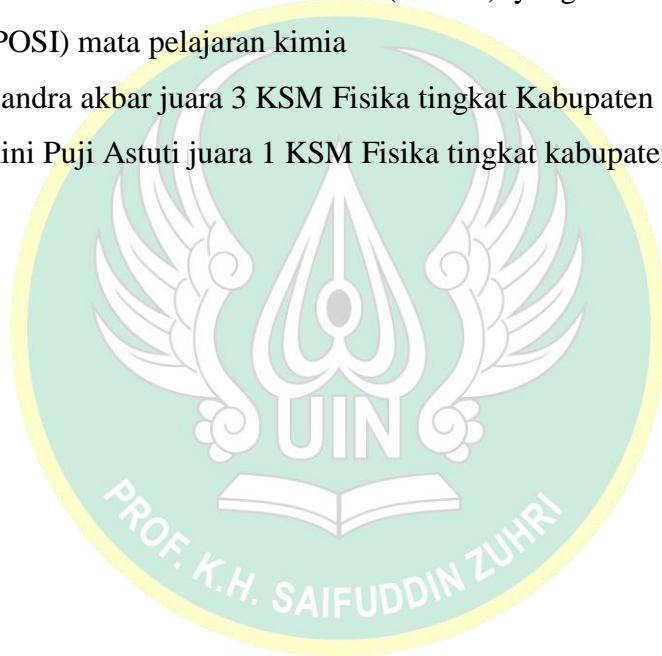 POSI) mata pelajaran kimia
andra akbar juara 3 KSM Fisika tingkat Kabupaten
ini Puji Astuti juara 1 KSM Fisika tingkat kabupaten
UIN
PROF. K.H. SAIFUDDIN ZUHRI